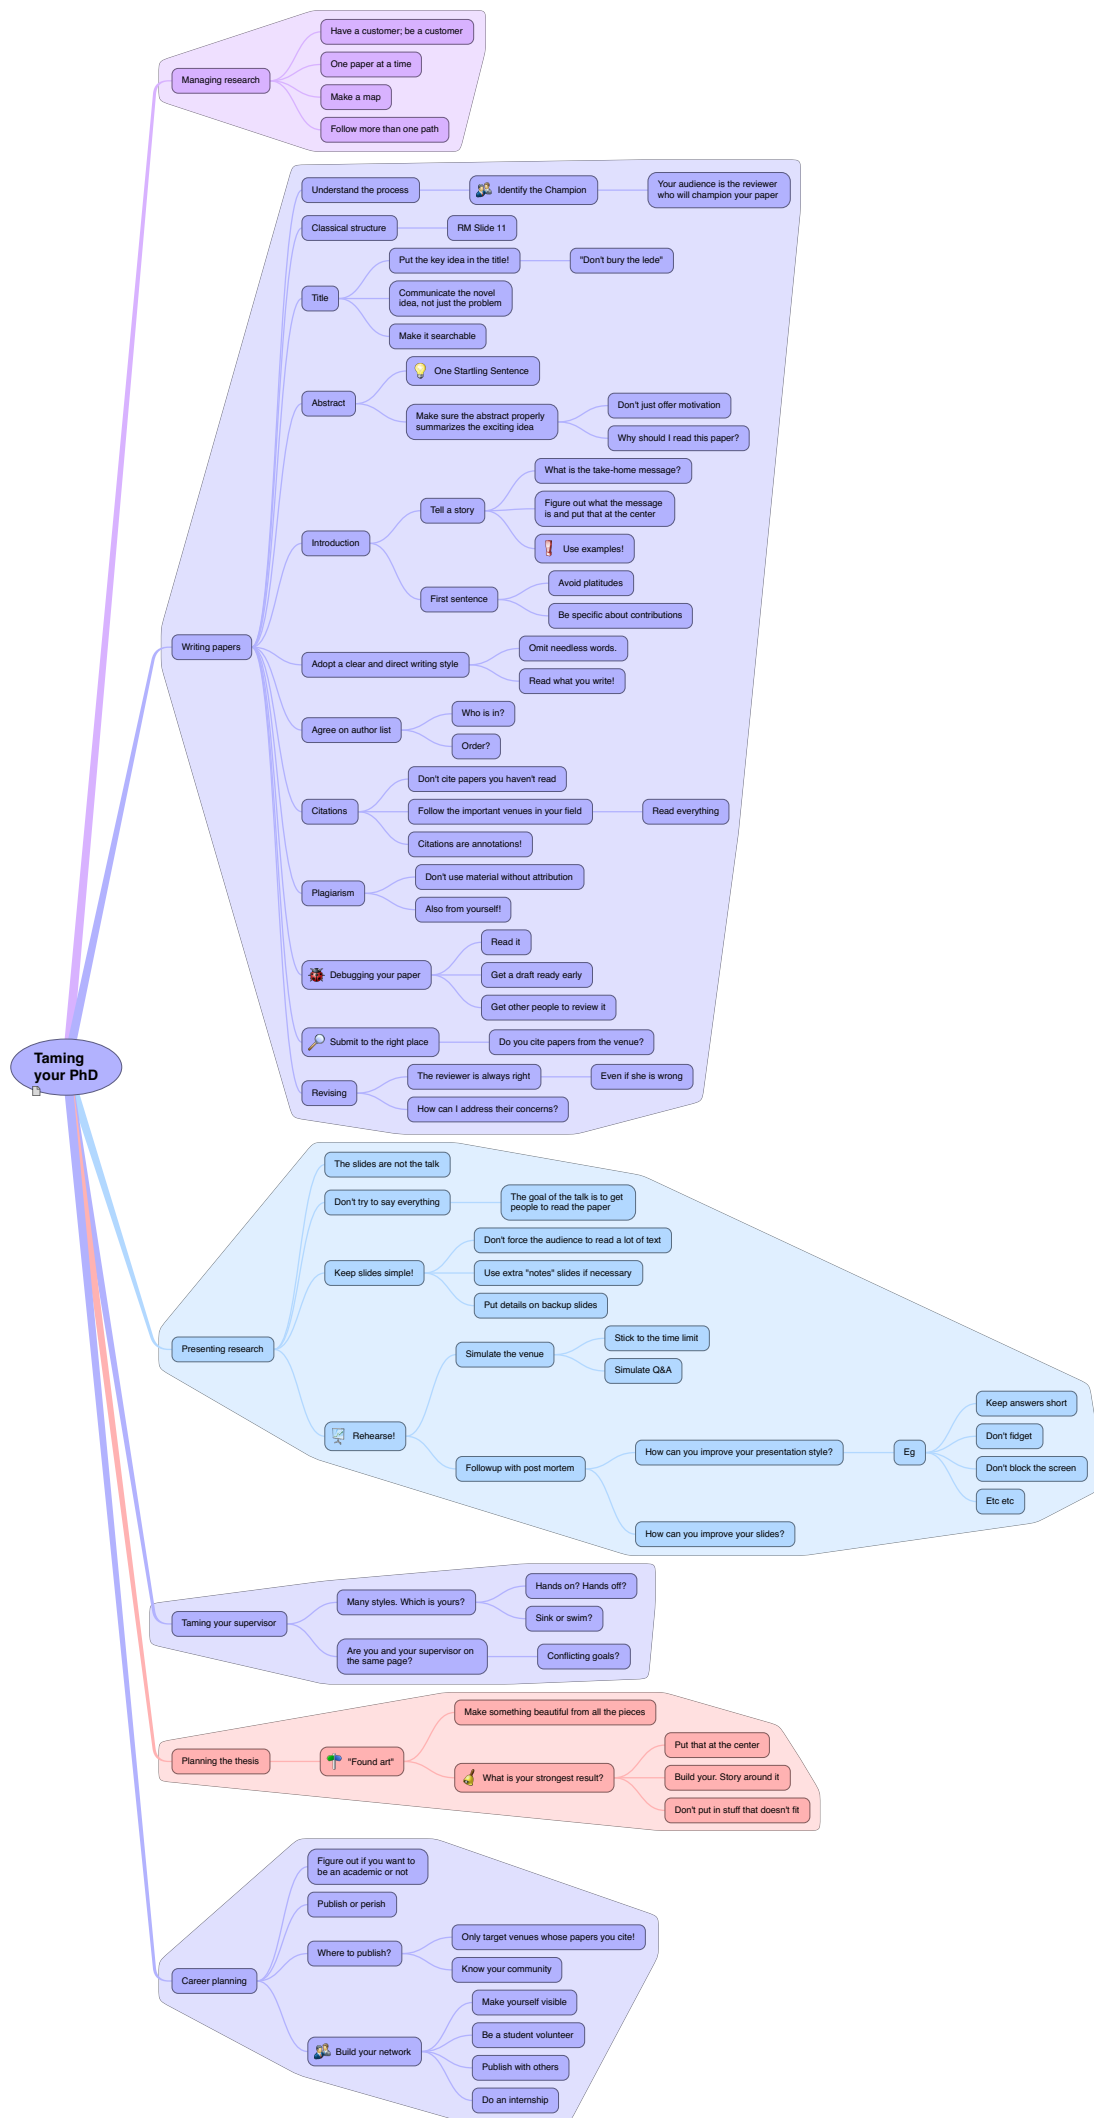 Taming
your PhD
Managing research
Have a customer; be a customer
One paper at a time
Make a map
Follow more than one path
Writing papers
Understand the process
Identify the Champion
Your audience is the reviewer
who will champion your paper
Classical structure
RM Slide 11
Title
Put the key idea in the title!
"Don't bury the lede"
Communicate the novel
idea, not just the problem
Make it searchable
Abstract
One Startling Sentence
Make sure the abstract properly
summarizes the exciting idea
Don't just offer motivation
Why should I read this paper?
Introduction
Tell a story
What is the take-home message?
Figure out what the message
is and put that at the center
Use examples!
First sentence
Avoid platitudes
Be specific about contributions
Adopt a clear and direct writing style
Omit needless words.
Read what you write!
Agree on author list
Who is in?
Order?
Citations
Don't cite papers you haven't read
Follow the important venues in your field
Read everything
Citations are annotations!
Plagiarism
Don't use material without attribution
Also from yourself!
Debugging your paper
Read it
Get a draft ready early
Get other people to review it
Submit to the right place
Do you cite papers from the venue?
Revising
The reviewer is always right
Even if she is wrong
How can I address their concerns?
Presenting research
The slides are not the talk
Don't try to say everything
The goal of the talk is to get
people to read the paper
Keep slides simple!
Don't force the audience to read a lot of text
Use extra "notes" slides if necessary
Put details on backup slides
Rehearse!
Simulate the venue
Stick to the time limit
Simulate Q&A
Followup with post mortem
How can you improve your presentation style?
Eg
Keep answers short
Don't fidget
Don't block the screen
Etc etc
How can you improve your slides?
Taming your supervisor
Many styles. Which is yours?
Hands on? Hands off?
Sink or swim?
Are you and your supervisor on
the same page?
Conflicting goals?
Planning the thesis
"Found art"
Make something beautiful from all the pieces
What is your strongest result?
Put that at the center
Build your. Story around it
Don't put in stuff that doesn't fit
Career planning
Figure out if you want to
be an academic or not
Publish or perish
Where to publish?
Only target venues whose papers you cite!
Know your community
Build your network
Make yourself visible
Be a student volunteer
Publish with others
Do an internship